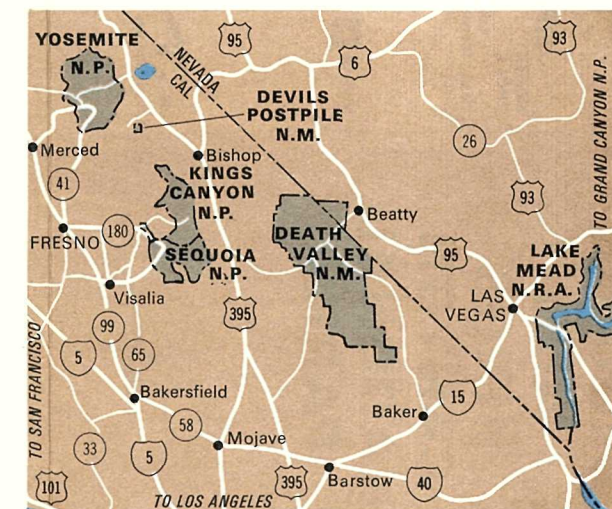 YOSEMITE
N.P.
95
93
6
NEVADA
CAL
DEVILS
POSTPILE
N.M.
26
TO GRAND CANYON N.P.
Merced
Bishop
41
KINGS
CANYON
N.P.
93
180
FRESNO
Beatty
SEQUOIA
N.P.
DEATH
VALLEY
N.M.
95
LAKE
MEAD
N.R.A.
Visalia
LAS
VEGAS
395
99
5
65
TO SAN FRANCISCO
Bakersfield
15
Baker
58
Mojave
33
5
101
395
Barstow
40
TO LOS ANGELES